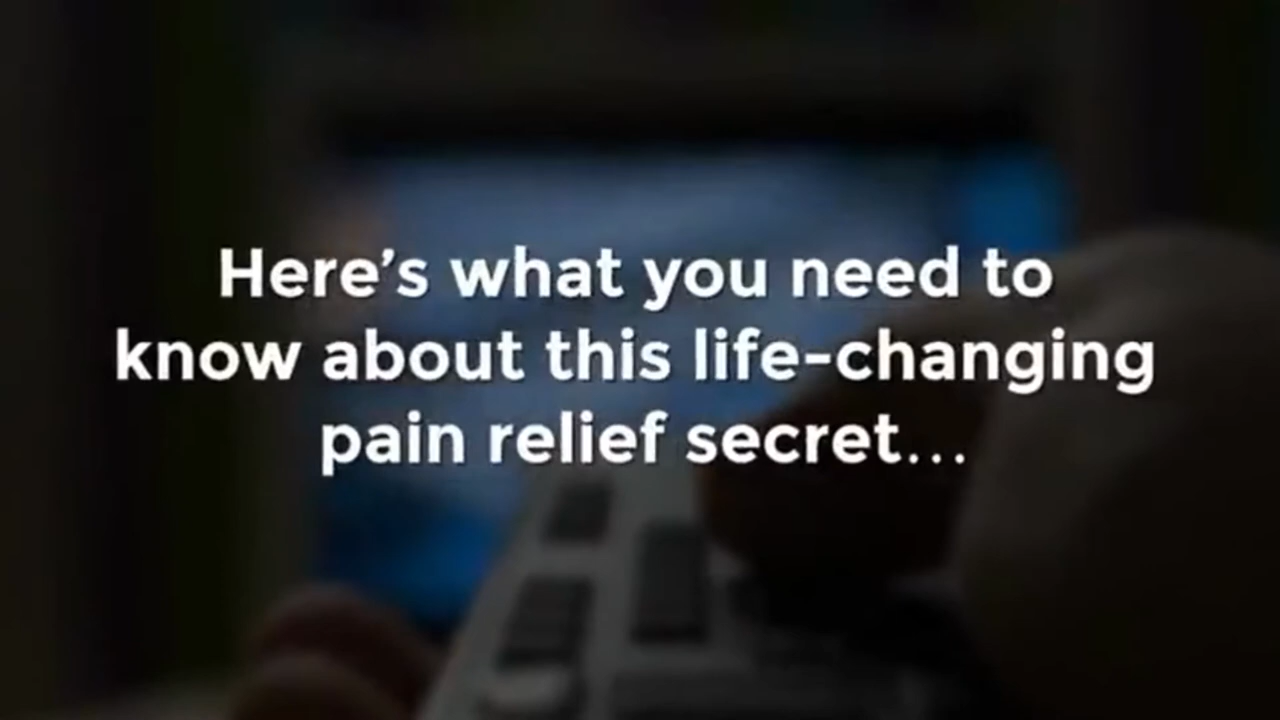 Here’s what you need to
know about this life-changing
pain relief secret...